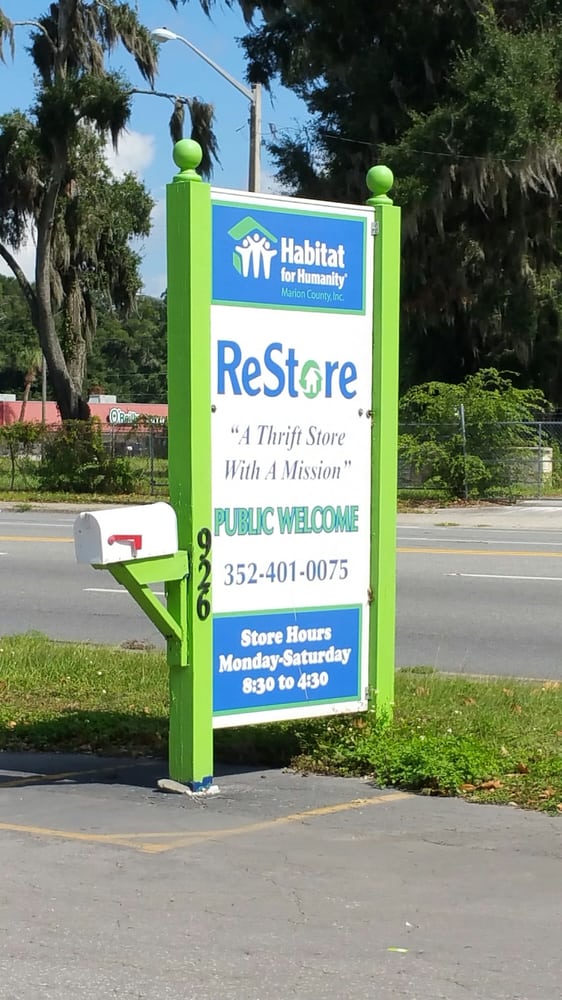 Habitat
for Humanity®
Marion County, Inc.
ReStore
"A Thrift Store
With A Mission"
PUBLIC WELCOME
352-401-0075
Store Hours
Monday-Saturday
8:30 to 4:30
926
O'Reilly